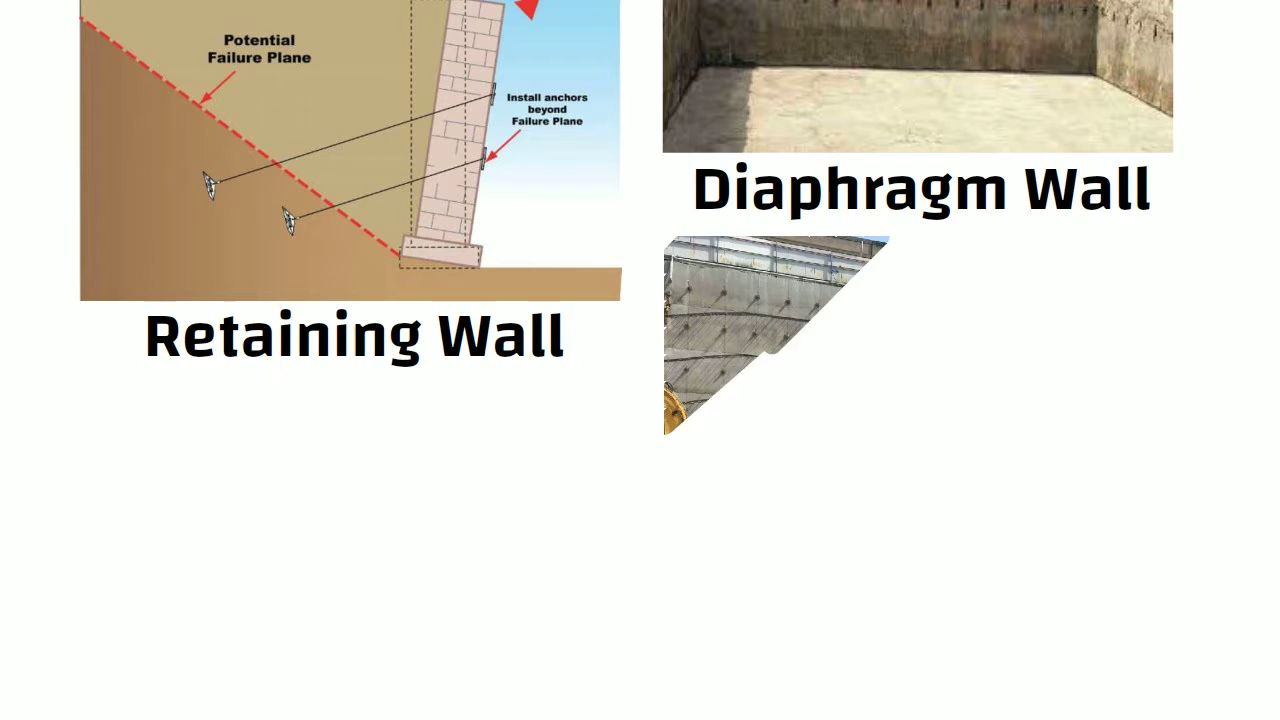 Potential
Failure Plane
Install anchors
beyond
Failure Plane
Retaining Wall
Diaphragm Wall